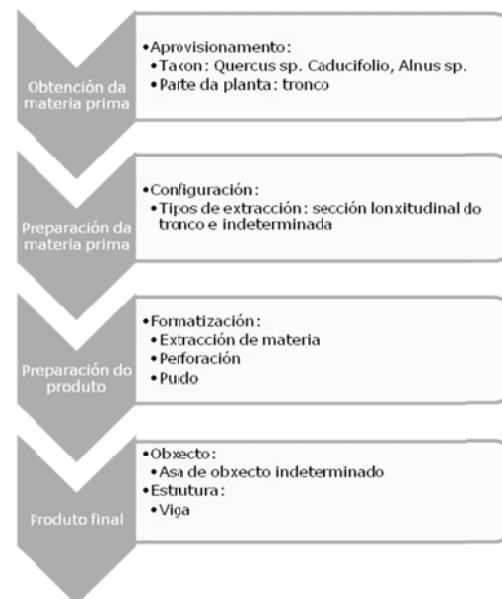 Obtención da
materia prima
•Aprovisionamento:
•Taxon: Quercus sp. Caducifolio, Alnus sp.
•Parte da planta: tronco
Preparación da
materia prima
•Configuración:
•Tipos de extracción: sección lonxitudinal do
tronco e indeterminada
Preparación do
produto
•Formatización:
•Extracción de materia
•Perforación
•Puido
Produto final
•Obxecto:
•Asa de obxecto indeterminado
•Estrutura:
•Viga